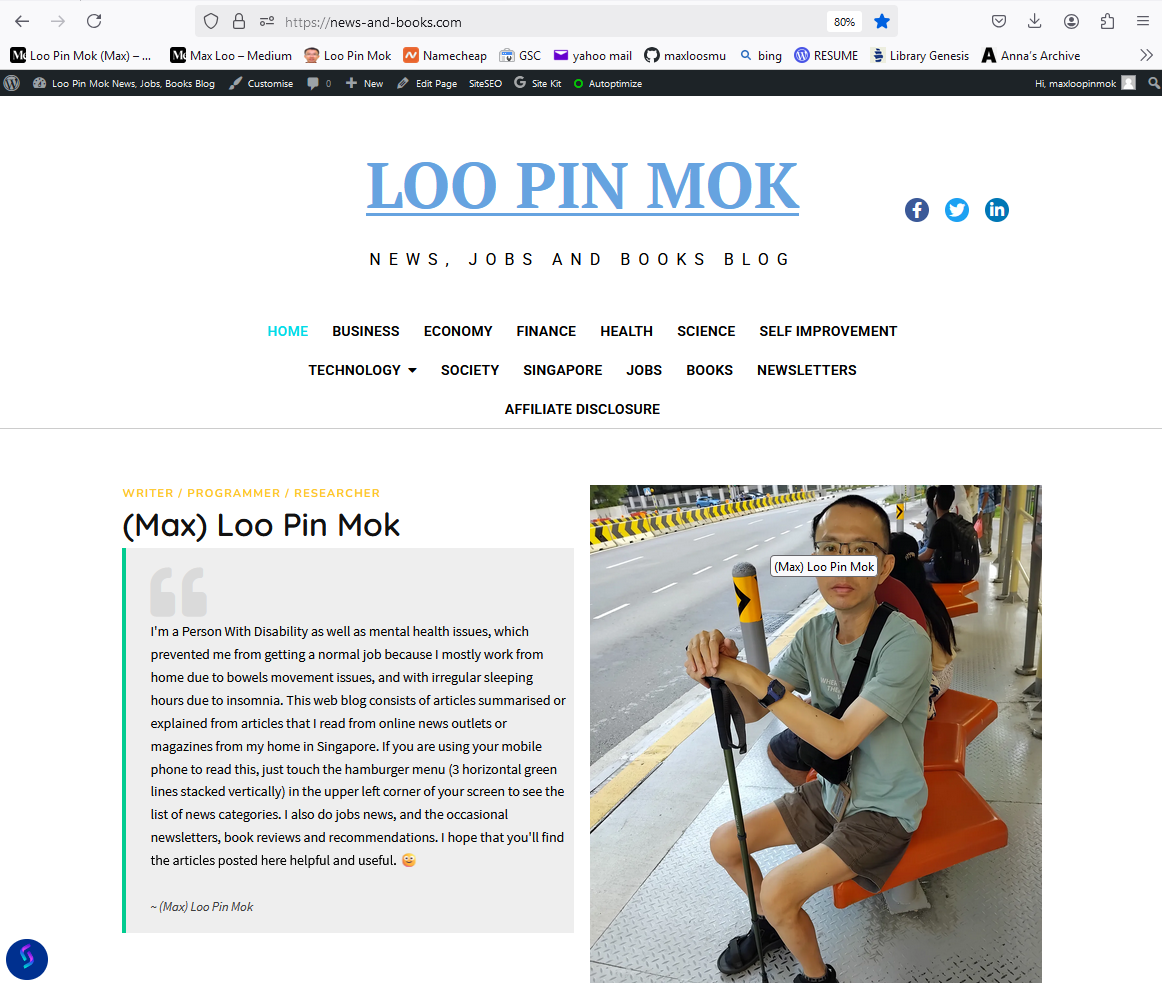 https://news-and-books.com
80%
Loo Pin Mok (Max) – ...
Max Loo – Medium
Loo Pin Mok
Namecheap
GSC
yahoo mail
maxloosmu
bing
RESUME
Library Genesis
Anna's Archive
Loo Pin Mok News, Jobs, Books Blog
Customise
0
New
Edit Page
SiteSEO
Site Kit
Autoptimize
Hi, maxloopinmok
LOO PIN MOK
NEWS, JOBS AND BOOKS BLOG
HOME
BUSINESS
ECONOMY
FINANCE
HEALTH
SCIENCE
SELF IMPROVEMENT
TECHNOLOGY
SOCIETY
SINGAPORE
JOBS
BOOKS
NEWSLETTERS
AFFILIATE DISCLOSURE
WRITER / PROGRAMMER / RESEARCHER
(Max) Loo Pin Mok
I'm a Person With Disability as well as mental health issues, which
prevented me from getting a normal job because I mostly work from
home due to bowels movement issues, and with irregular sleeping
hours due to insomnia. This web blog consists of articles summarised or
explained from articles that I read from online news outlets or
magazines from my home in Singapore. If you are using your mobile
phone to read this, just touch the hamburger menu (3 horizontal green
lines stacked vertically) in the upper left corner of your screen to see the
list of news categories. I also do jobs news, and the occasional
newsletters, book reviews and recommendations. I hope that you'll find
the articles posted here helpful and useful. 😊
~ (Max) Loo Pin Mok
(Max) Loo Pin Mok